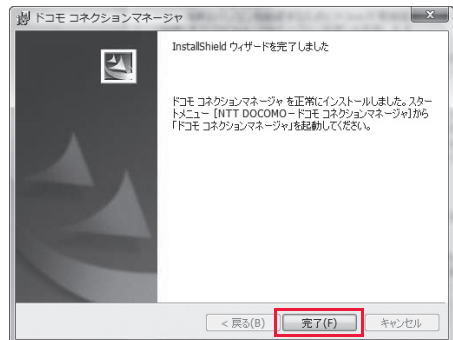 ドコモ コネクションマネージャ
InstallShield ウィザードを完了しました
ドコモ コネクションマネージャ を正常にインストールしました。スター
トメニュー [NTT DOCOMO－ドコモ コネクションマネージャ]から
「ドコモ コネクションマネージャ」を起動してください。
< 戻る(B) 完了(F) キャンセル